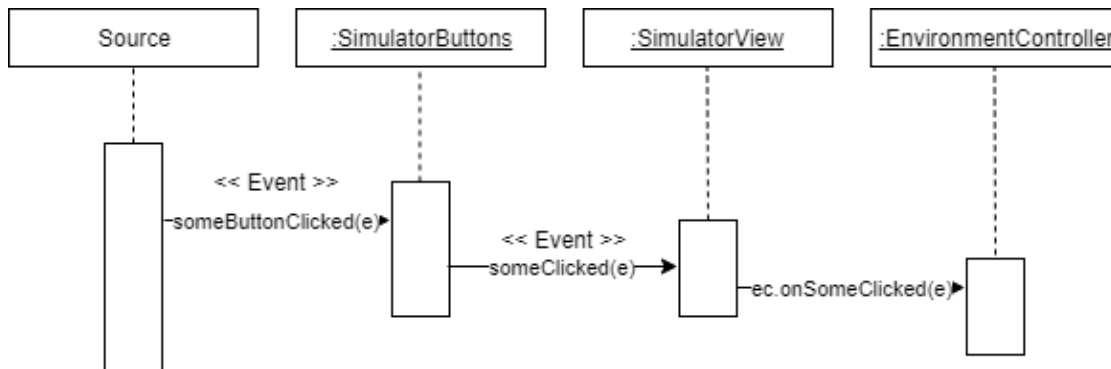 Source
:SimulatorButtons
:SimulatorView
:EnvironmentController
<< Event >>
someButtonClicked(e)
<< Event >>
someClicked(e)
ec.onSomeClicked(e)